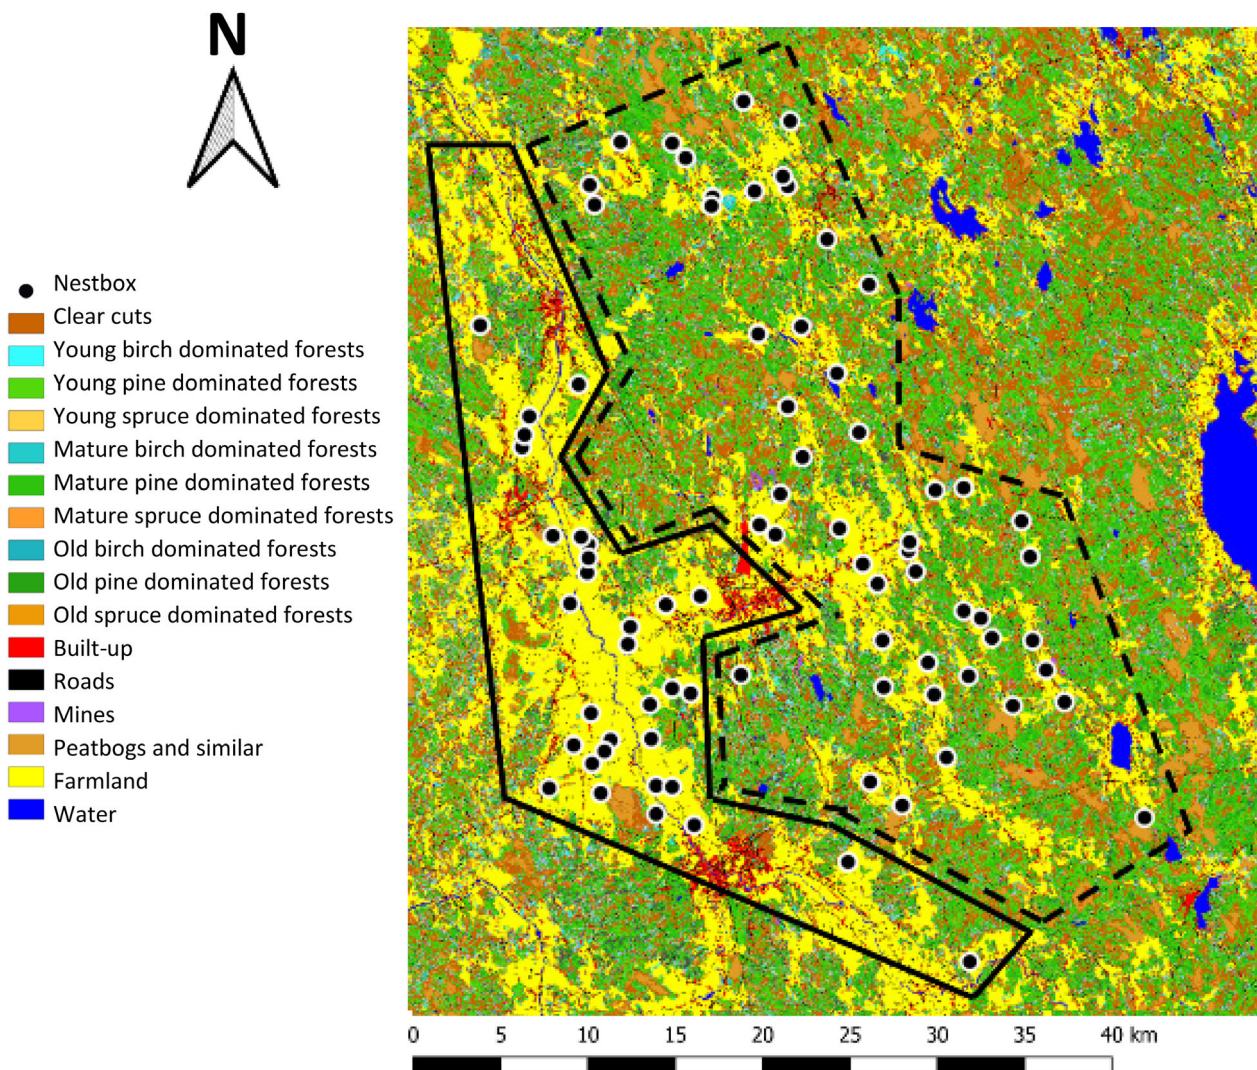 N
Nestbox
Clear cuts
Young birch dominated forests
Young pine dominated forests
Young spruce dominated forests
Mature birch dominated forests
Mature pine dominated forests
Mature spruce dominated forests
Old birch dominated forests
Old pine dominated forests
Old spruce dominated forests
Built-up
Roads
Mines
Peatbogs and similar
Farmland
Water
0 5 10 15 20 25 30 35 40 km